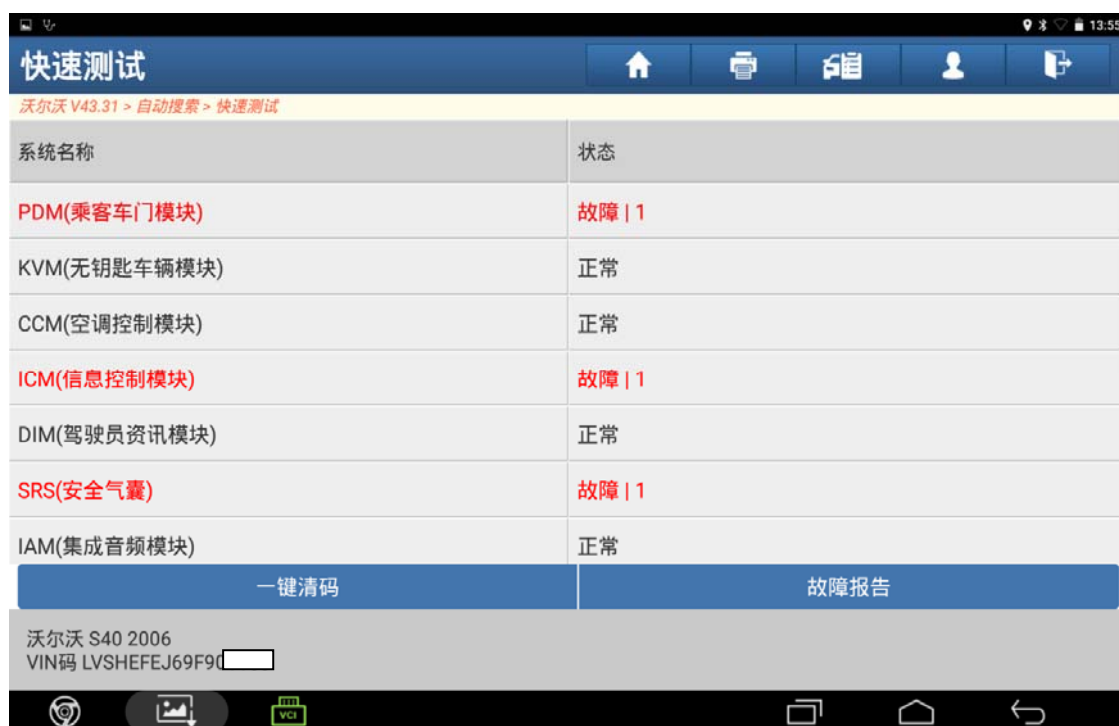 13:55
快速测试
沃尔沃 V43.31 > 自动搜索 > 快速测试
系统名称 状态
PDM(乘客车门模块) 故障 | 1
KVM(无钥匙车辆模块) 正常
CCM(空调控制模块) 正常
ICM(信息控制模块) 故障 | 1
DIM(驾驶员资讯模块) 正常
SRS(安全气囊) 故障 | 1
IAM(集成音频模块) 正常
一键清码 故障报告
沃尔沃 S40 2006
VIN码 LVSHEFEJ69F90
VCI